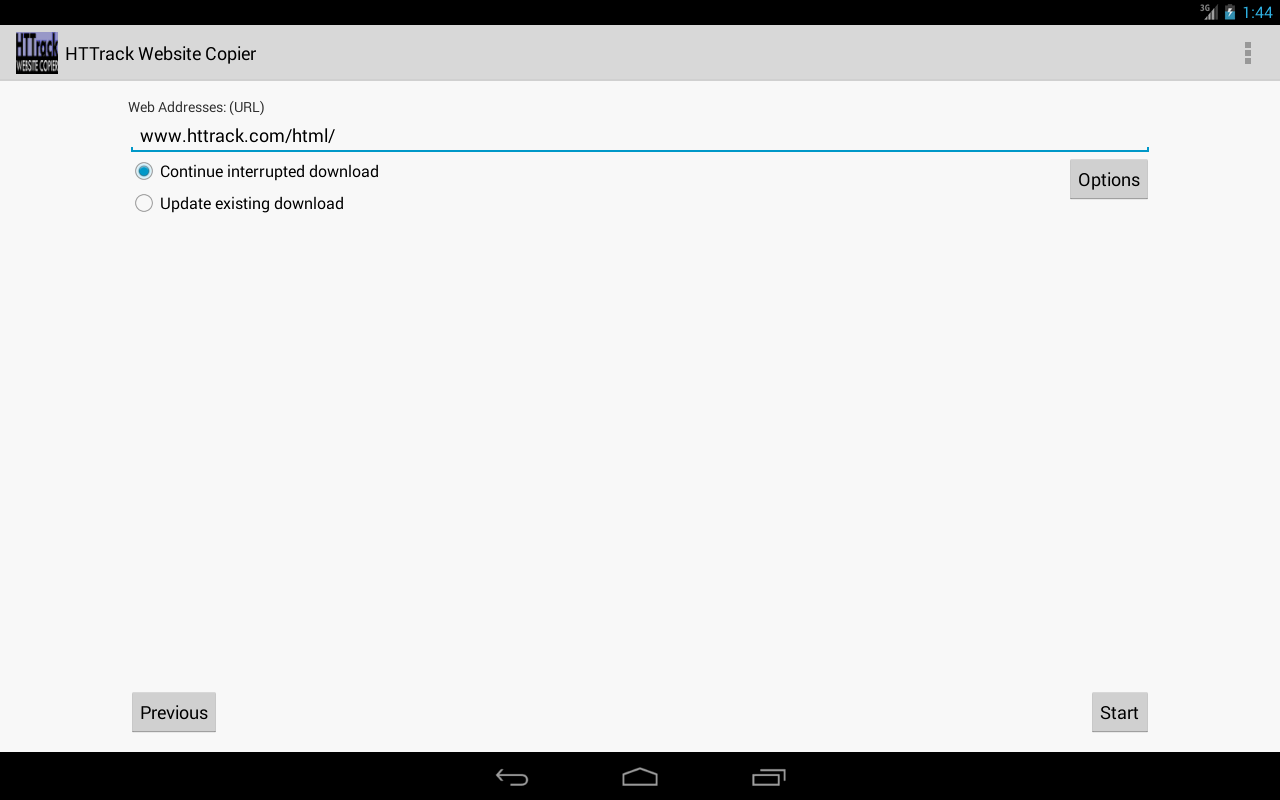 3G 1:44
HTTrack
WEBSITE COPIER
HTTrack Website Copier
Web Addresses: (URL)
www.httrack.com/html/
Continue interrupted download
Options
Update existing download
Previous
Start